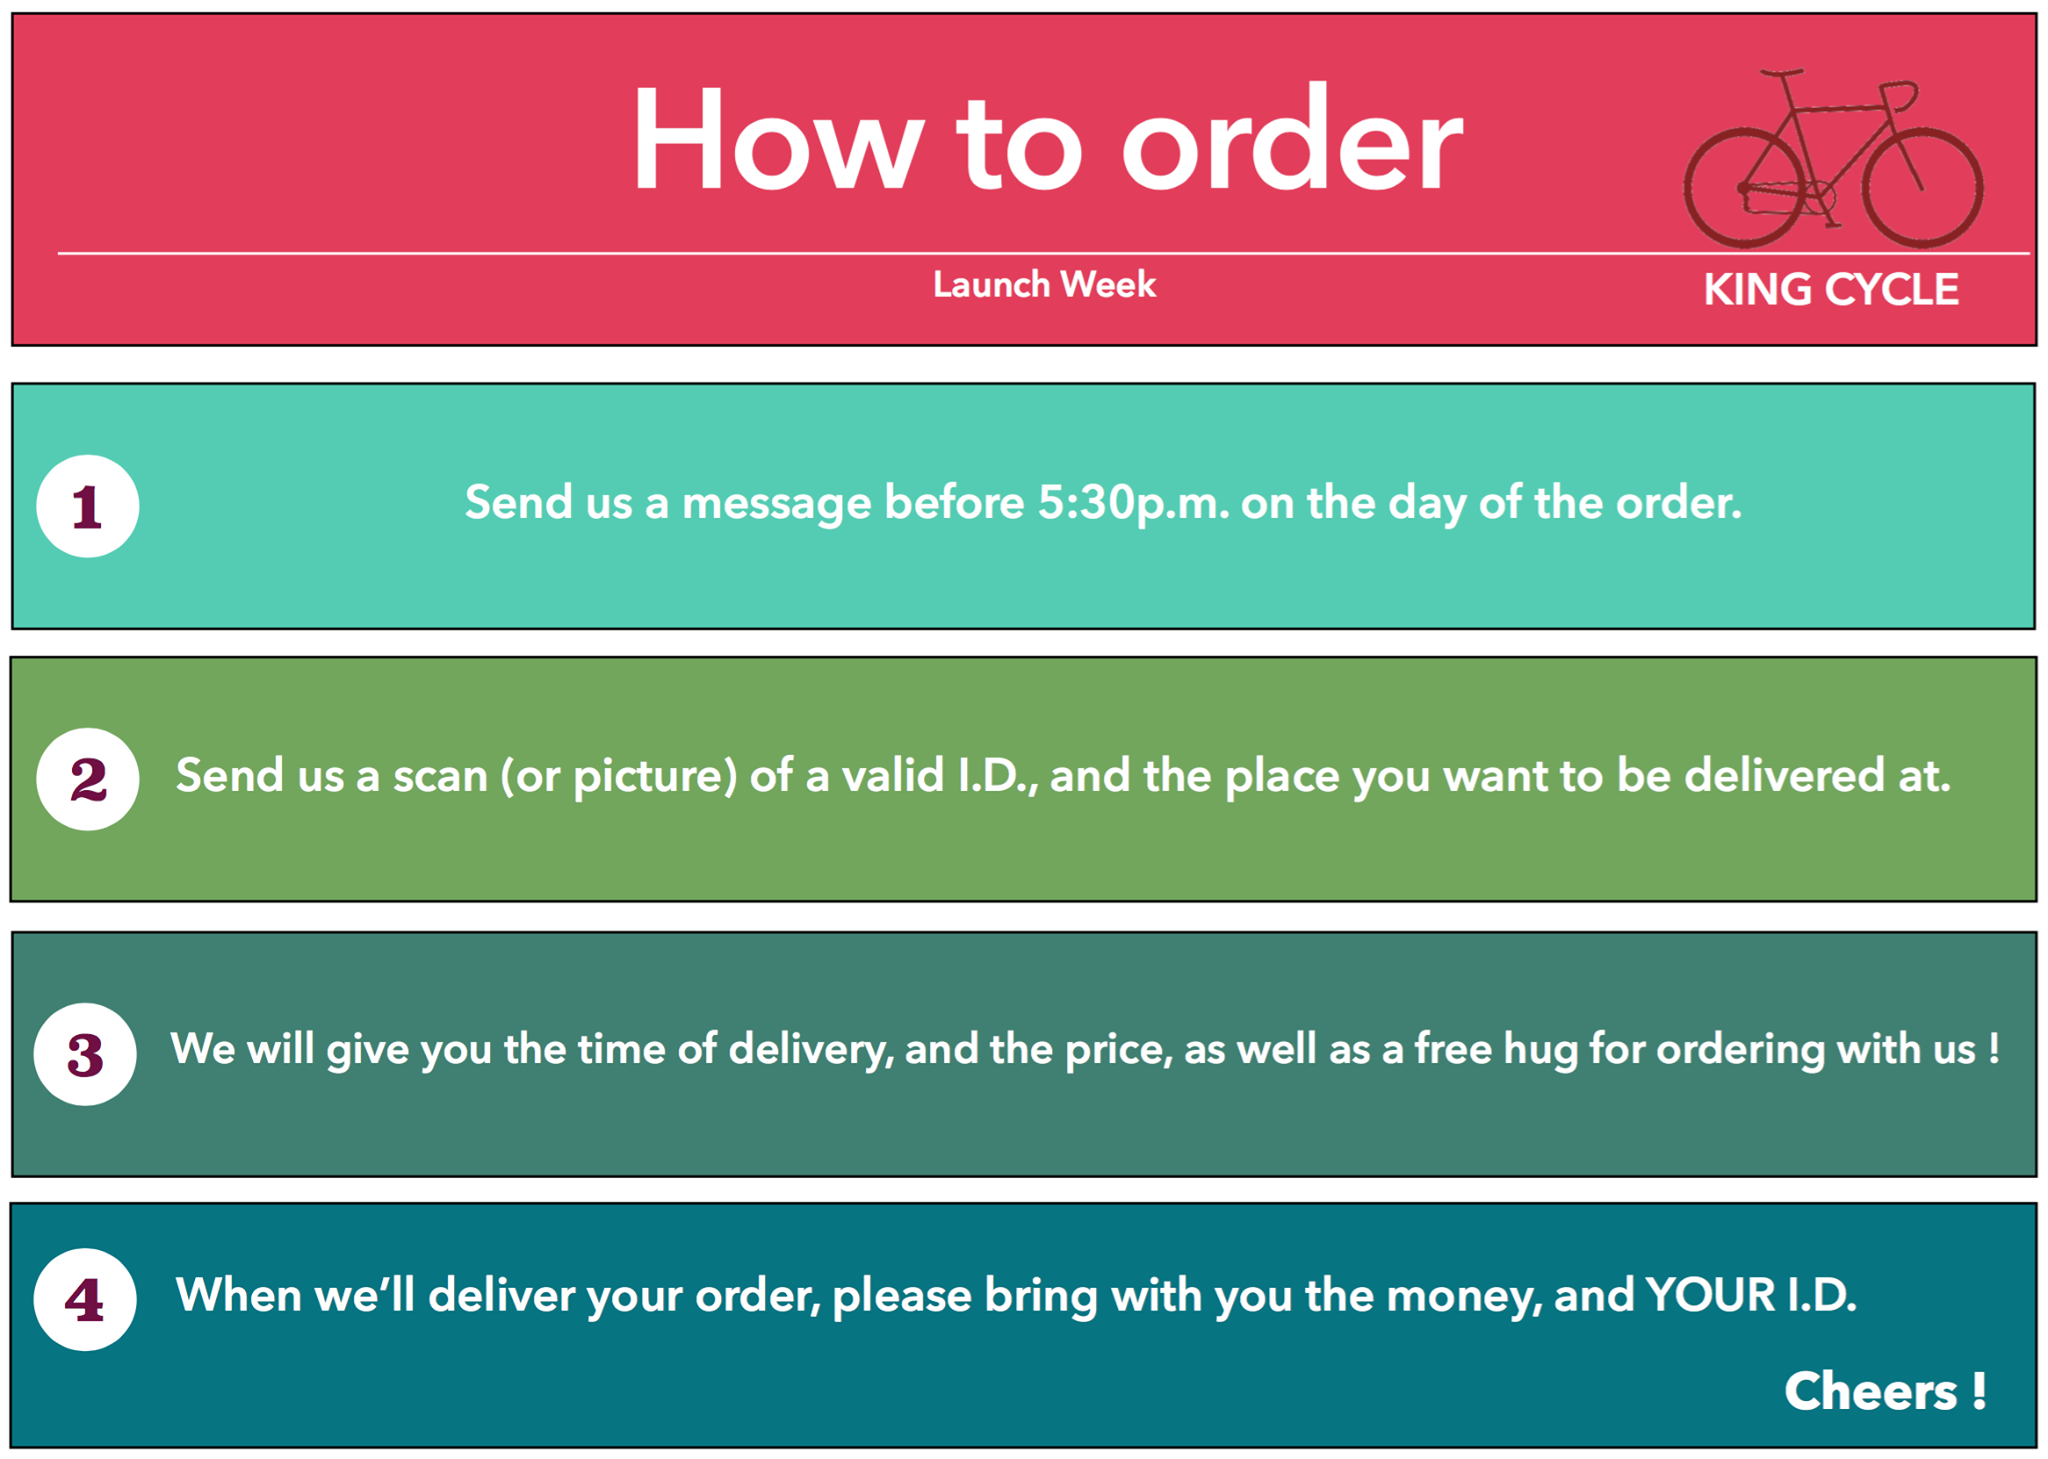 How to order
Launch Week
KING CYCLE
1
Send us a message before 5:30p.m. on the day of the order.
2
Send us a scan (or picture) of a valid I.D., and the place you want to be delivered at.
3
We will give you the time of delivery, and the price, as well as a free hug for ordering with us !
4
When we’ll deliver your order, please bring with you the money, and YOUR I.D.
Cheers !